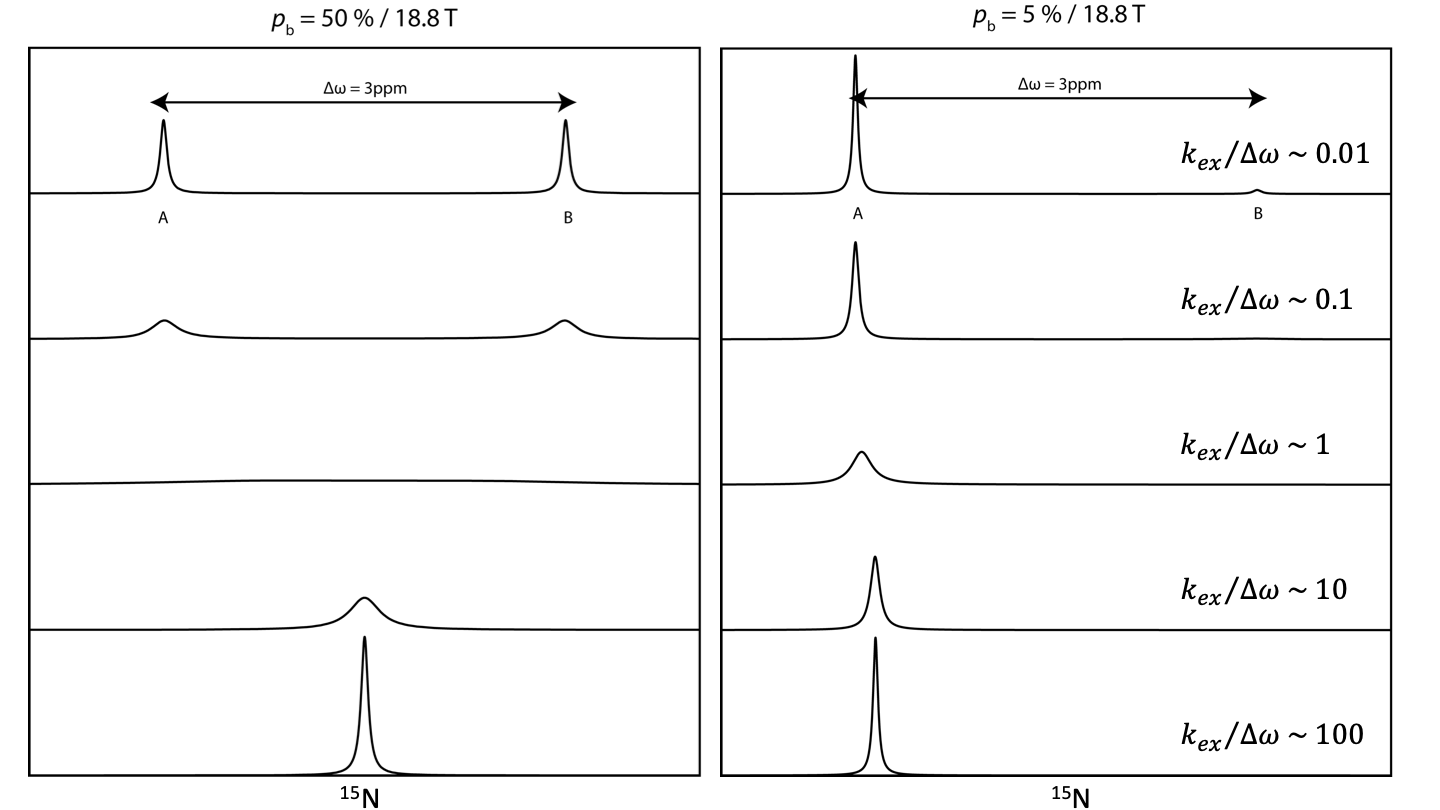 p_b = 50 % / 18.8 T
p_b = 5 % / 18.8 T
Δω = 3ppm
Δω = 3ppm
k_ex/Δω ~ 0.01
A
B
A
B
k_ex/Δω ~ 0.1
k_ex/Δω ~ 1
k_ex/Δω ~ 10
k_ex/Δω ~ 100
¹⁵N
¹⁵N